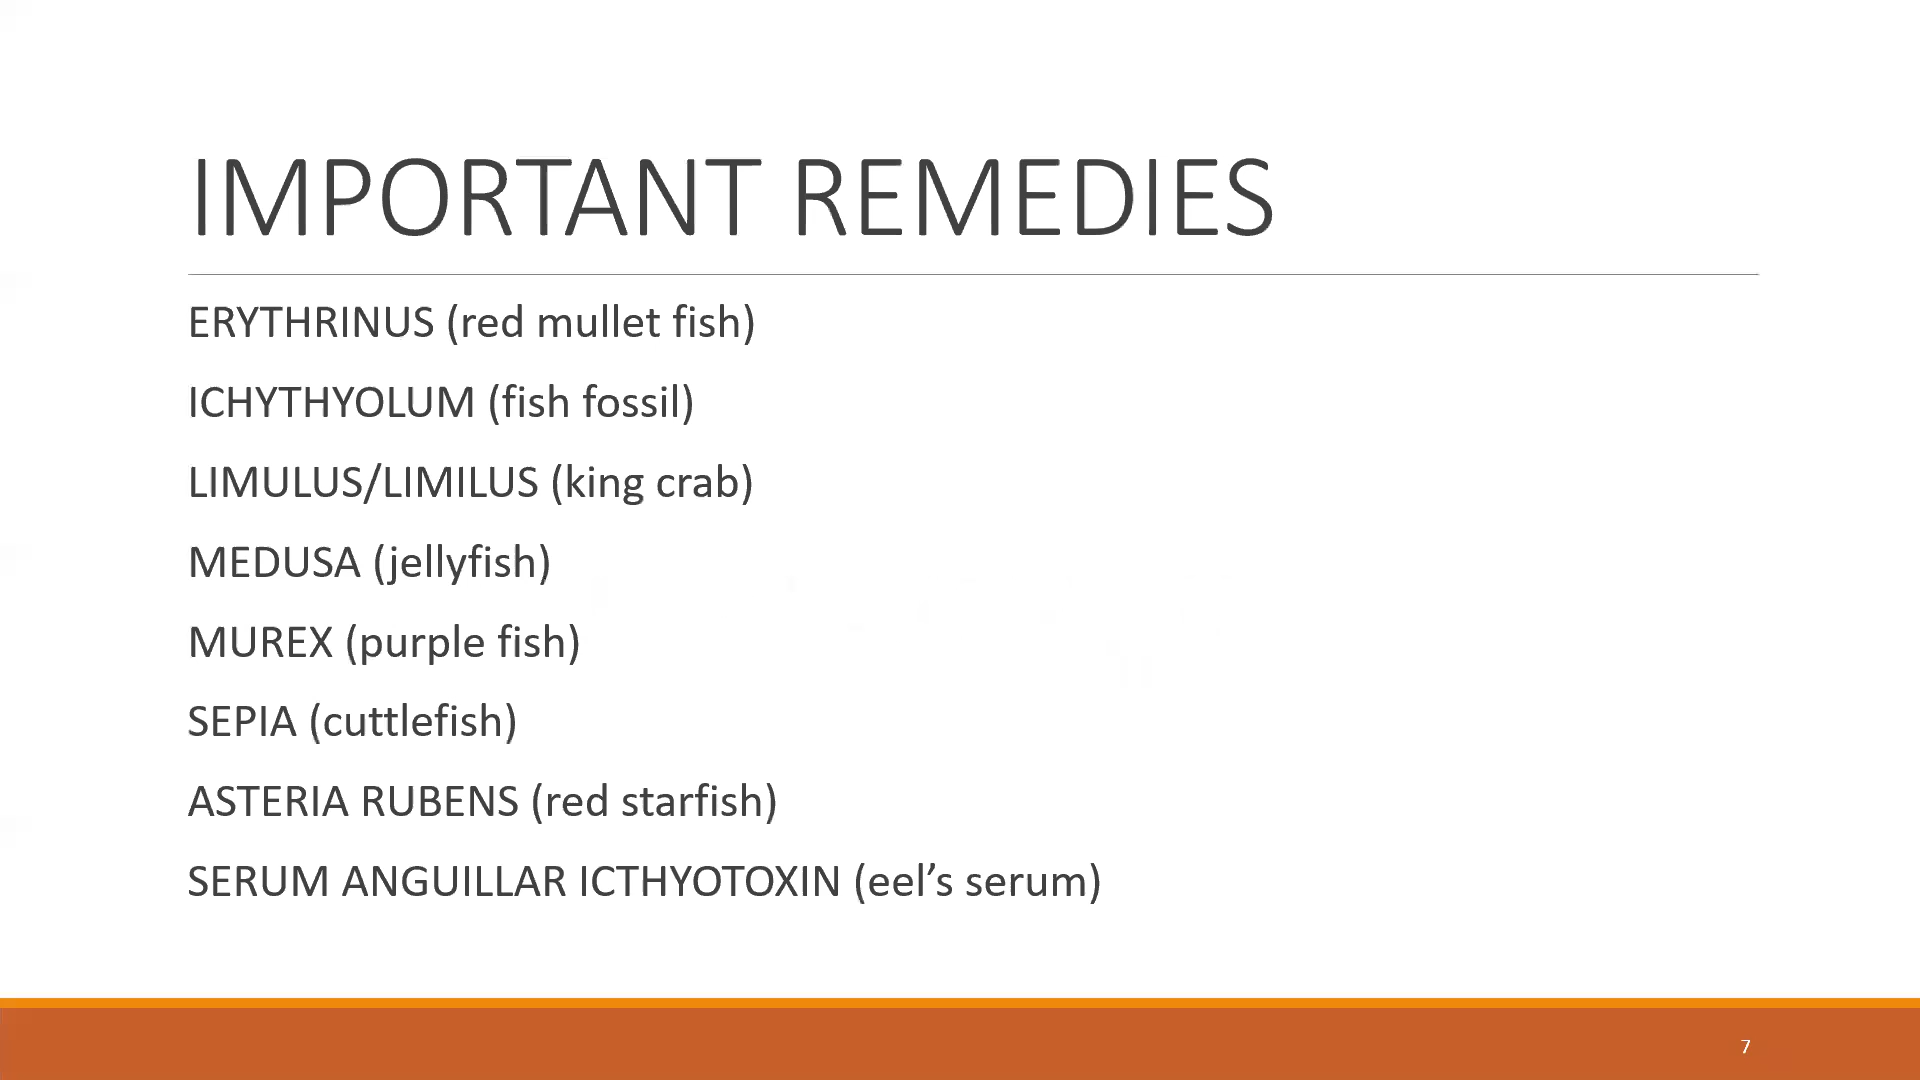 IMPORTANT REMEDIES
ERYTHRINUS (red mullet fish)
ICHYTHYOLUM (fish fossil)
LIMULUS/LIMILUS (king crab)
MEDUSA (jellyfish)
MUREX (purple fish)
SEPIA (cuttlefish)
ASTERIA RUBENS (red starfish)
SERUM ANGUILLAR ICTHYOTOXIN (eel’s serum)
7